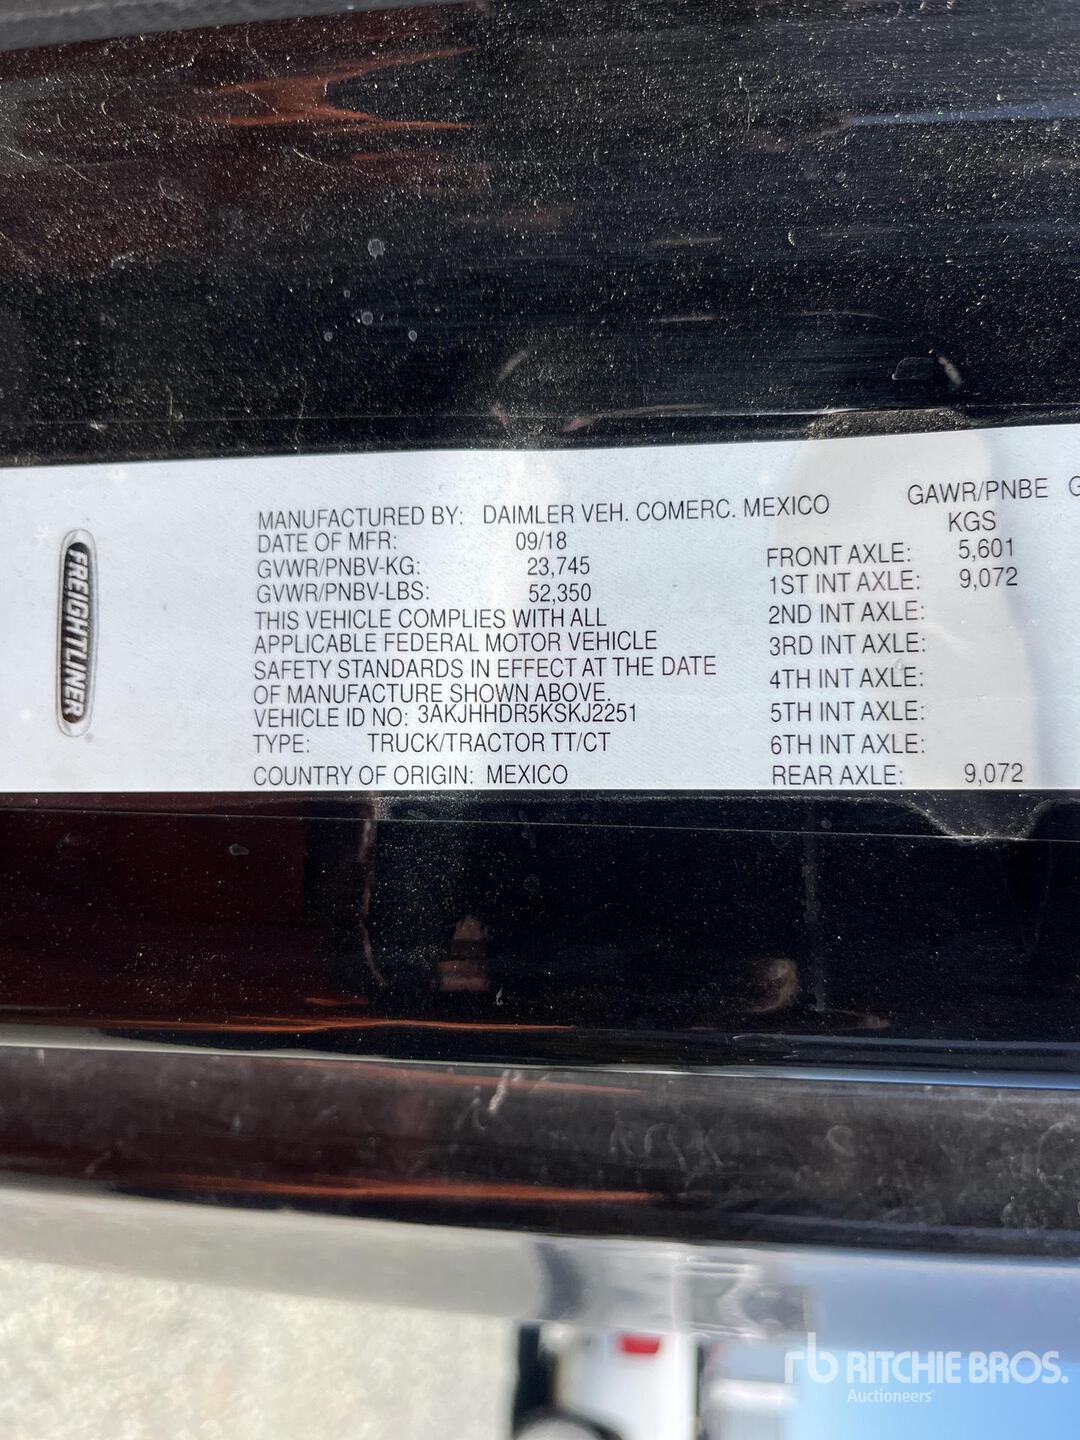 FREIGHTLINER®
MANUFACTURED BY: DAIMLER VEH. COMERC. MEXICO
DATE OF MFR: 09/18
GVWR/PNBV-KG: 23,745
GVWR/PNBV-LBS: 52,350
THIS VEHICLE COMPLIES WITH ALL
APPLICABLE FEDERAL MOTOR VEHICLE
SAFETY STANDARDS IN EFFECT AT THE DATE
OF MANUFACTURE SHOWN ABOVE.
VEHICLE ID NO: 3AKJHHDR5KSKJ2251
TYPE: TRUCK/TRACTOR TT/CT
COUNTRY OF ORIGIN: MEXICO
GAWR/PNBE G
KGS
FRONT AXLE: 5,601
1ST INT AXLE: 9,072
2ND INT AXLE:
3RD INT AXLE:
4TH INT AXLE:
5TH INT AXLE:
6TH INT AXLE:
REAR AXLE: 9,072
rb RITCHIE BROS.
Auctioneers